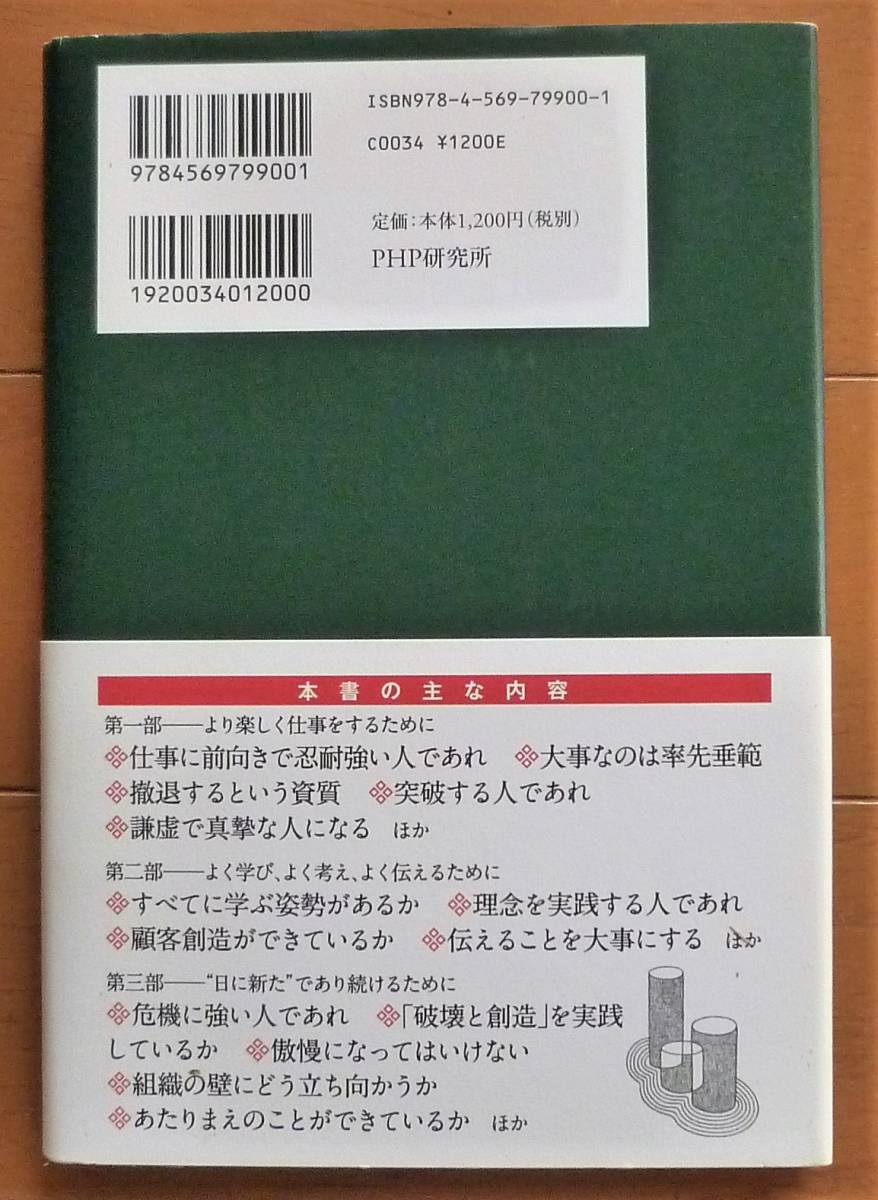 ISBN978-4-569-79900-1
C0034 ¥1200E
9784569799001
定価:本体1,200円(税別)
PHP研究所
1920034012000
本書の主な内容
第一部──より楽しく仕事をするために
仕事に前向きで忍耐強い人であれ 大事なのは率先垂範
撤退するという資質 突破する人であれ
謙虚で真摯な人になる ほか
第二部──よく学び、よく考え、よく伝えるために
すべてに学ぶ姿勢があるか 理念を実践する人であれ
顧客創造ができているか 伝えることを大事にする ほか
第三部──“日に新た”であり続けるために
危機に強い人であれ 「破壊と創造」を実践
しているか 傲慢になってはいけない
組織の壁にどう立ち向かうか
あたりまえのことができているか ほか